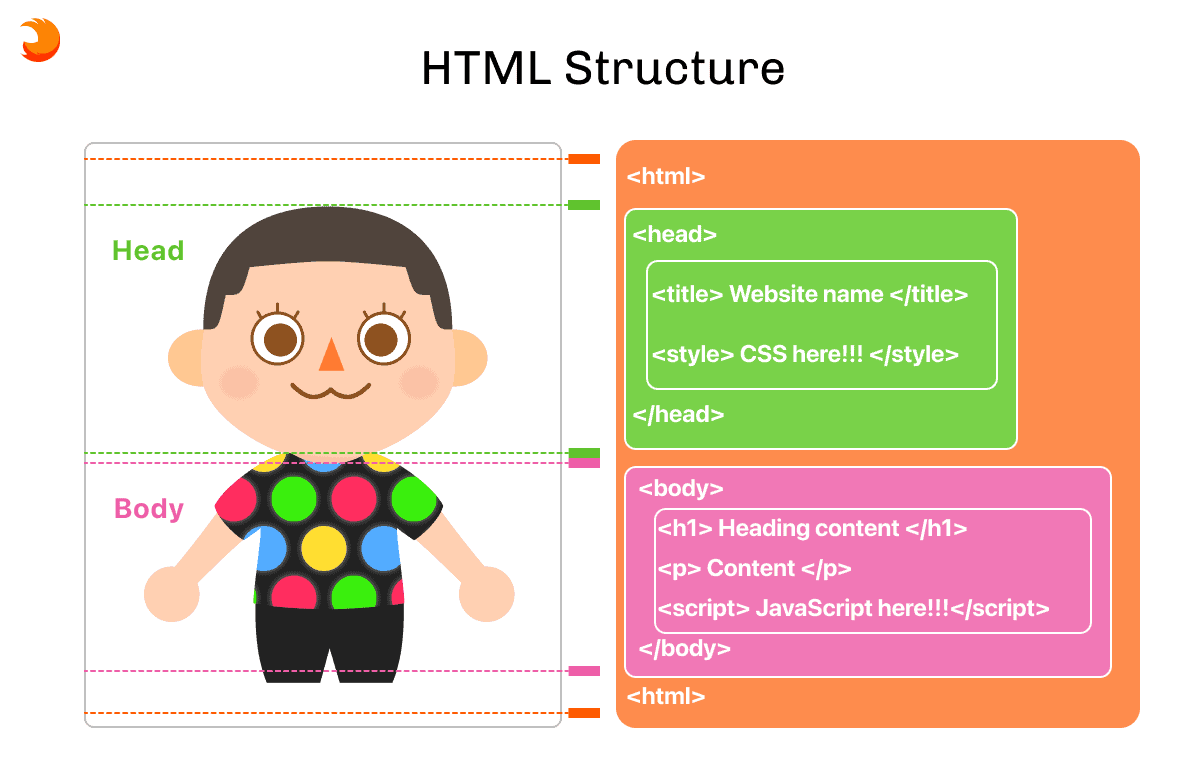 HTML Structure
Head
Body
<html>
<head>
<title> Website name </title>
<style> CSS here!!! </style>
</head>
<body>
<h1> Heading content </h1>
<p> Content </p>
<script> JavaScript here!!!</script>
</body>
<html>